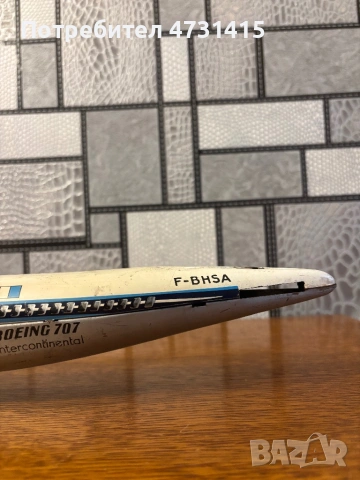 Потребител 4731415
F-BHSA
BOEING 707
Intercontinental
BAZAR